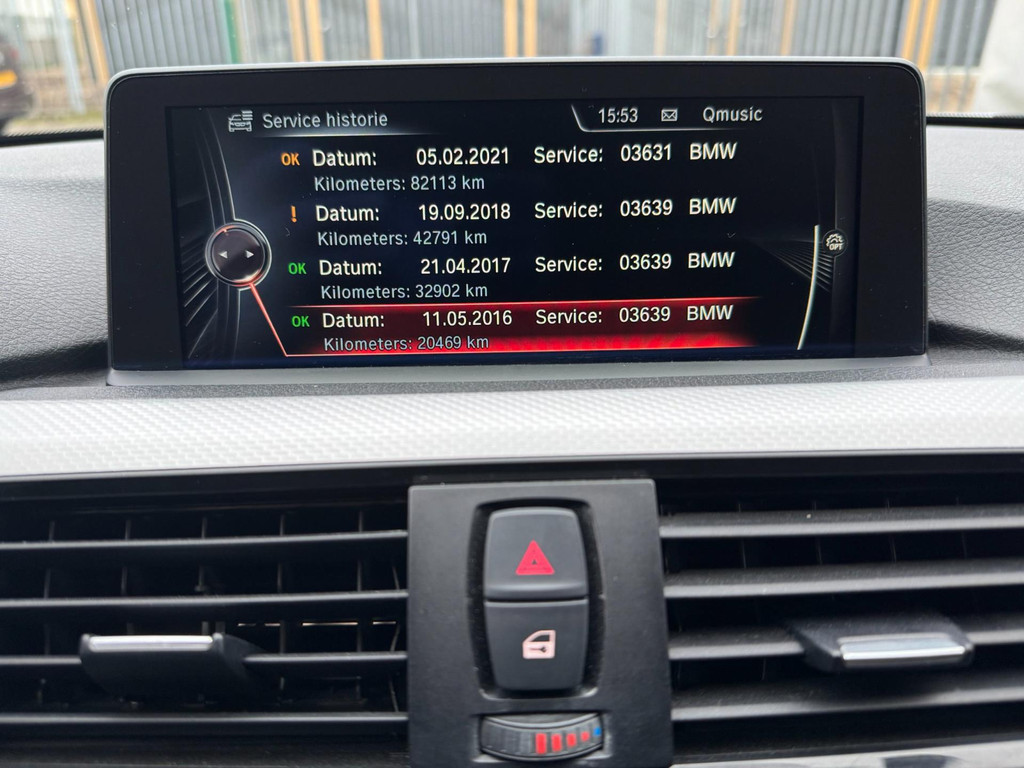 Service historie 15:53 Qmusic
OK Datum: 05.02.2021 Service: 03631 BMW
Kilometers: 82113 km
! Datum: 19.09.2018 Service: 03639 BMW
Kilometers: 42791 km
OPT
OK Datum: 21.04.2017 Service: 03639 BMW
Kilometers: 32902 km
OK Datum: 11.05.2016 Service: 03639 BMW
Kilometers: 20469 km